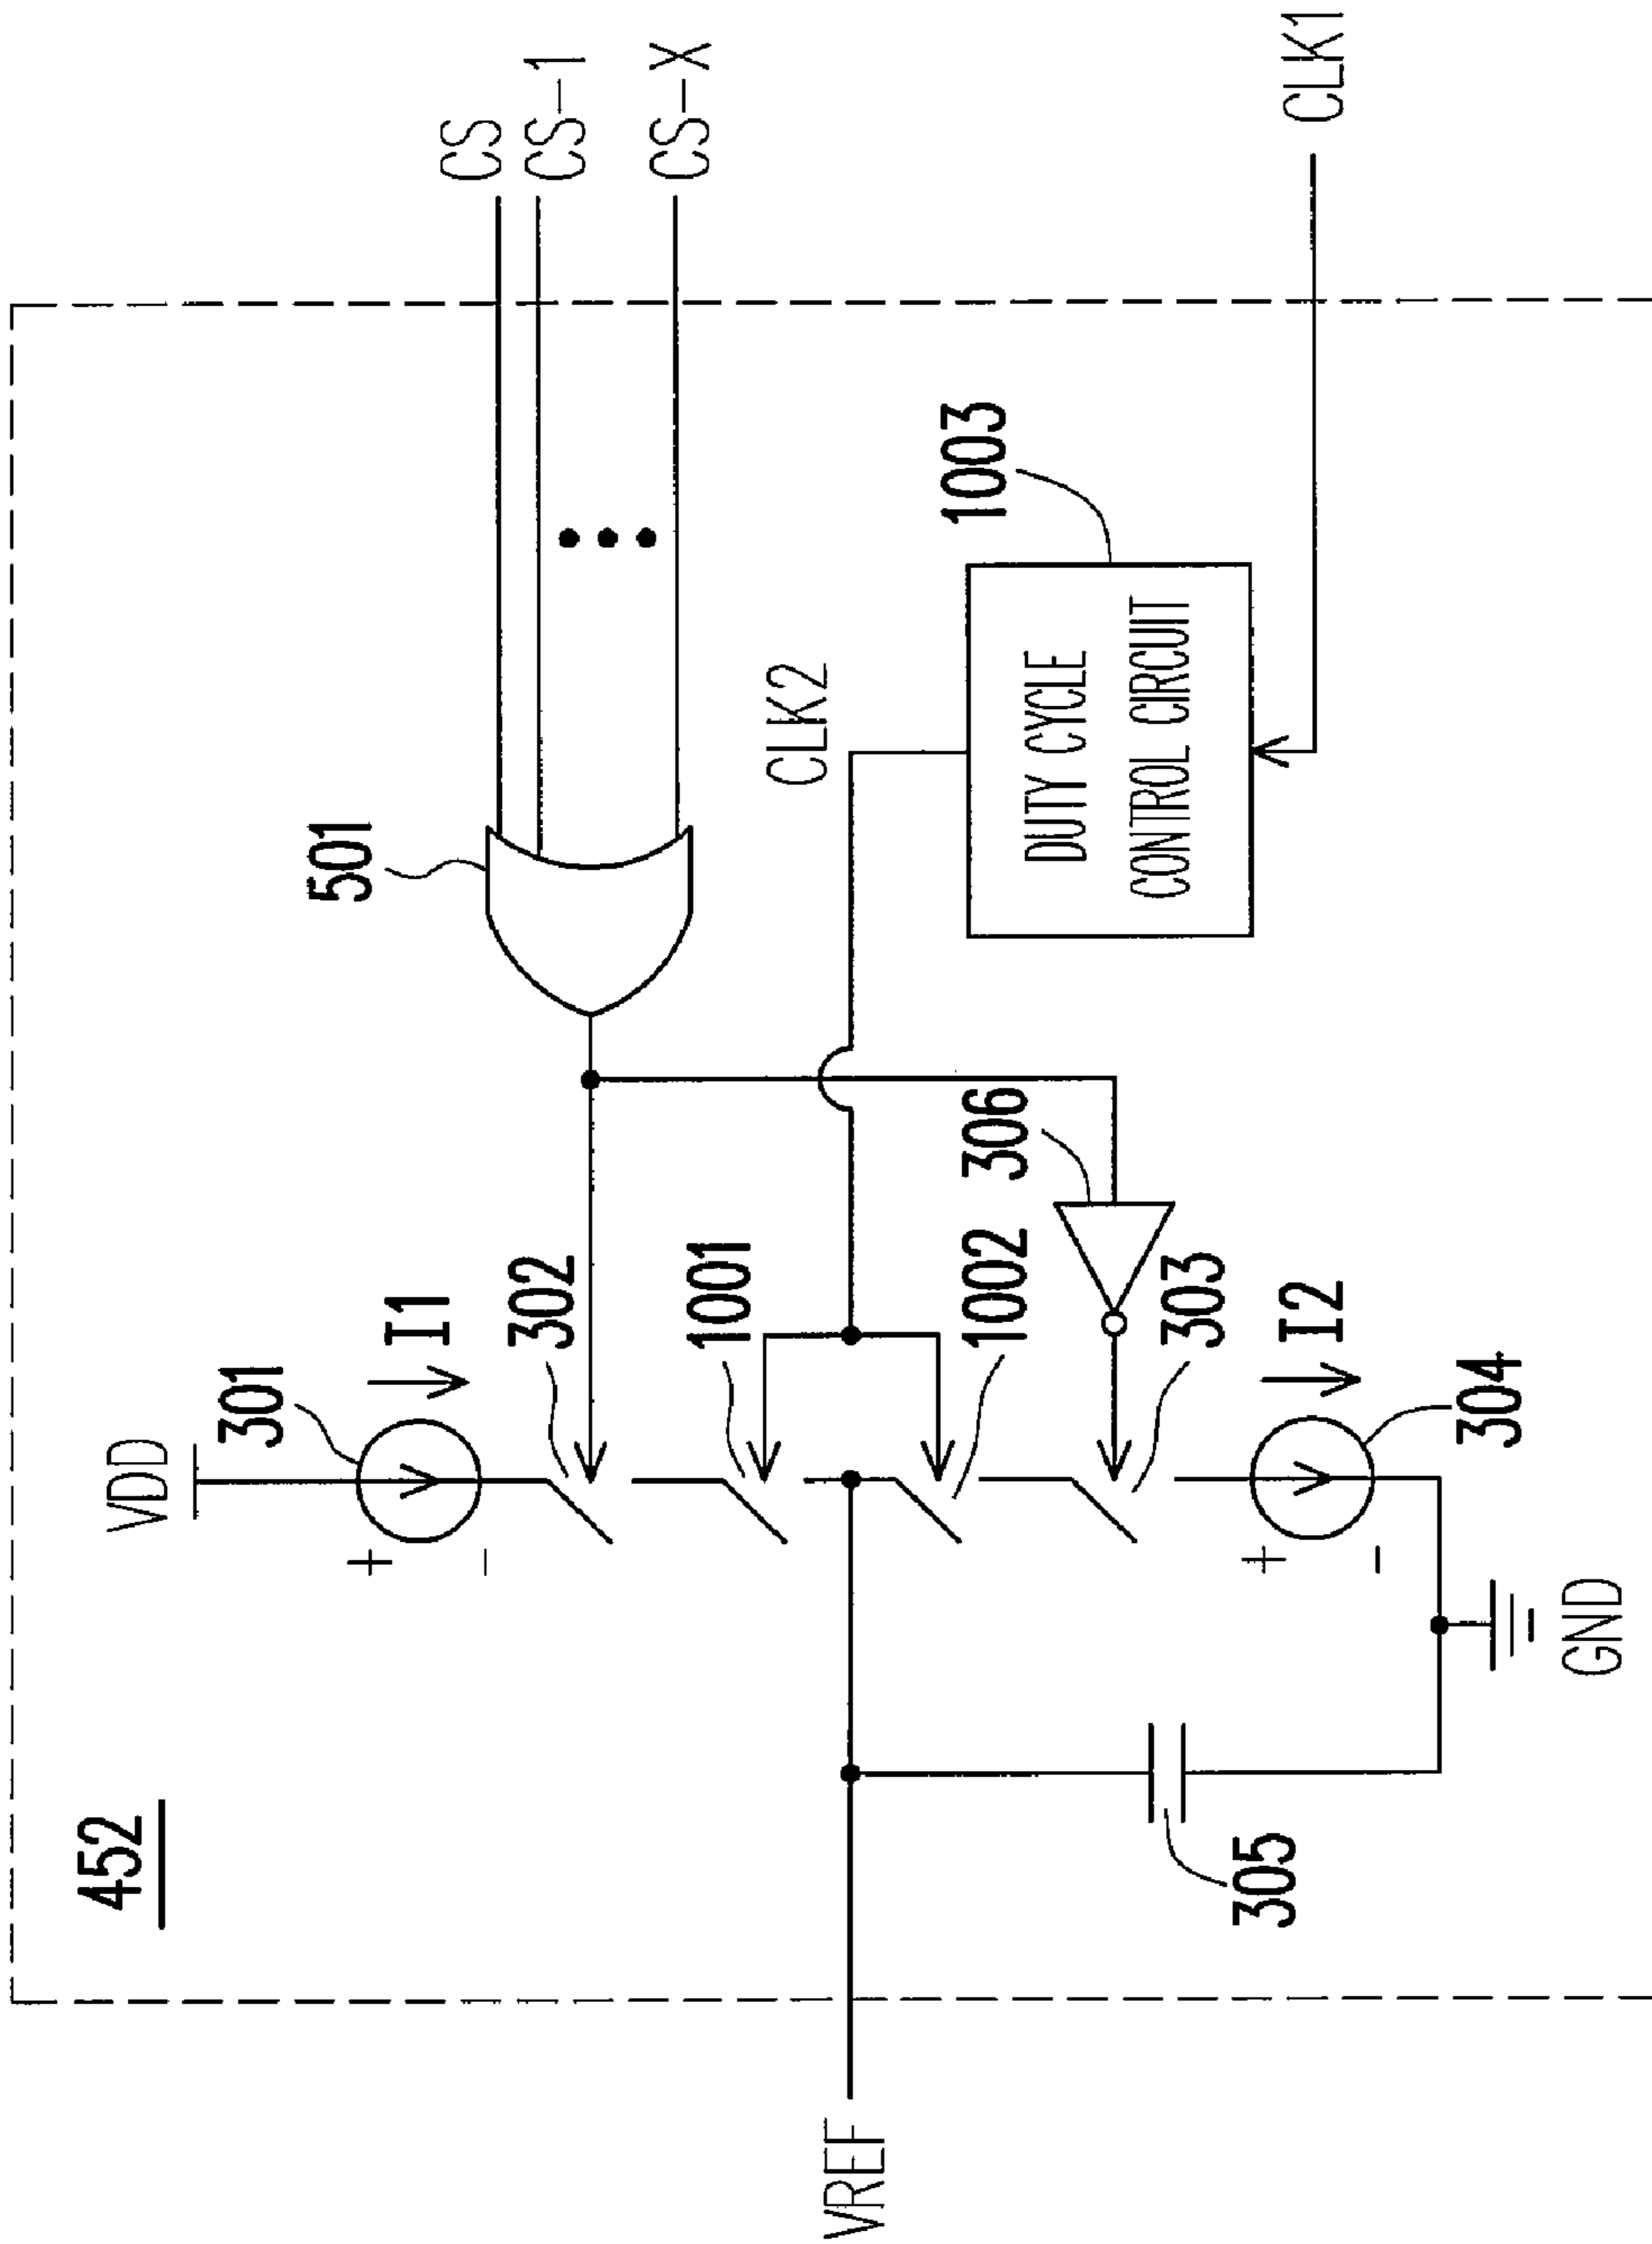 452
VDD
301
I1
302
1001
501
CS
CS-1
CS-X
VREF
CLK2
1002
306
303
1003
DUTY CYCLE
CONTROL CIRCUIT
+
-
+
-
I2
304
305
GND
CLK1